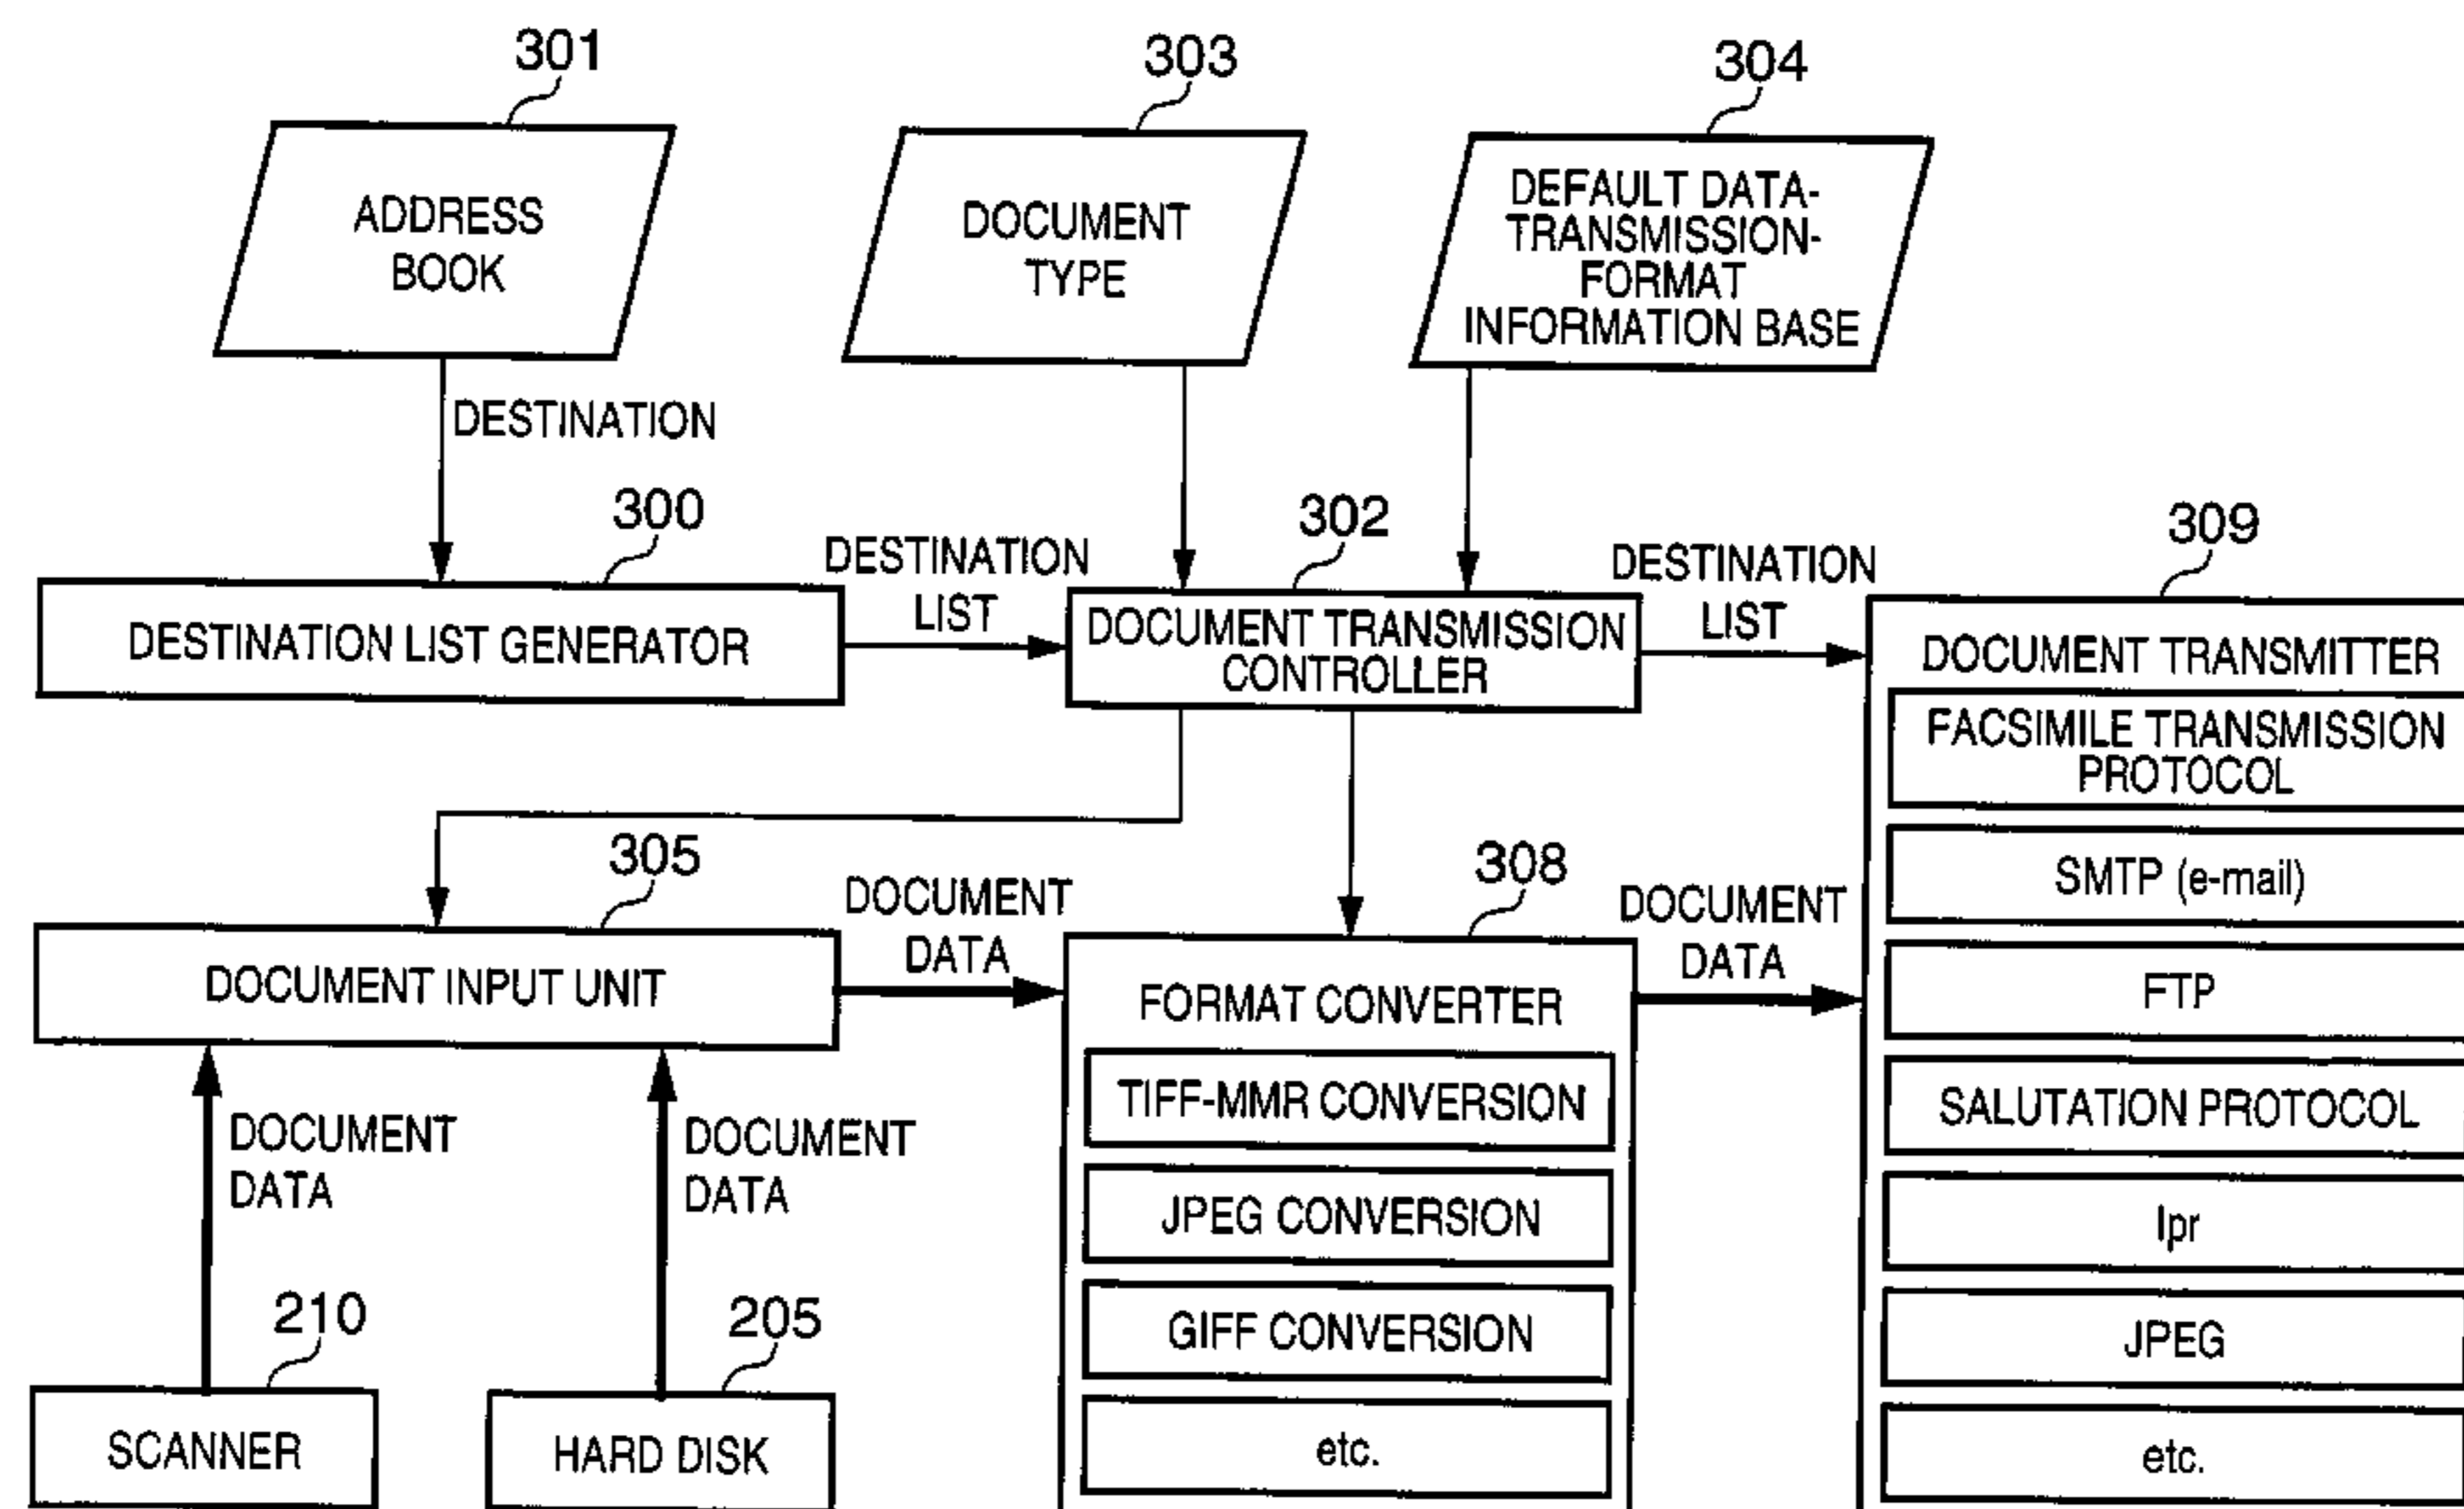 301
303
304
ADDRESS
BOOK
DOCUMENT
TYPE
DEFAULT DATA-
TRANSMISSION-
FORMAT
INFORMATION BASE
DESTINATION
300
DESTINATION
LIST
302
DESTINATION
LIST
309
DESTINATION LIST GENERATOR
DOCUMENT TRANSMISSION
CONTROLLER
DOCUMENT TRANSMITTER
FACSIMILE TRANSMISSION
PROTOCOL
SMTP (e-mail)
FTP
SALUTATION PROTOCOL
lpr
JPEG
etc.
305
DOCUMENT
DATA
308
DOCUMENT
DATA
DOCUMENT INPUT UNIT
FORMAT CONVERTER
TIFF-MMR CONVERSION
JPEG CONVERSION
GIFF CONVERSION
etc.
DOCUMENT
DATA
DOCUMENT
DATA
210
205
SCANNER
HARD DISK